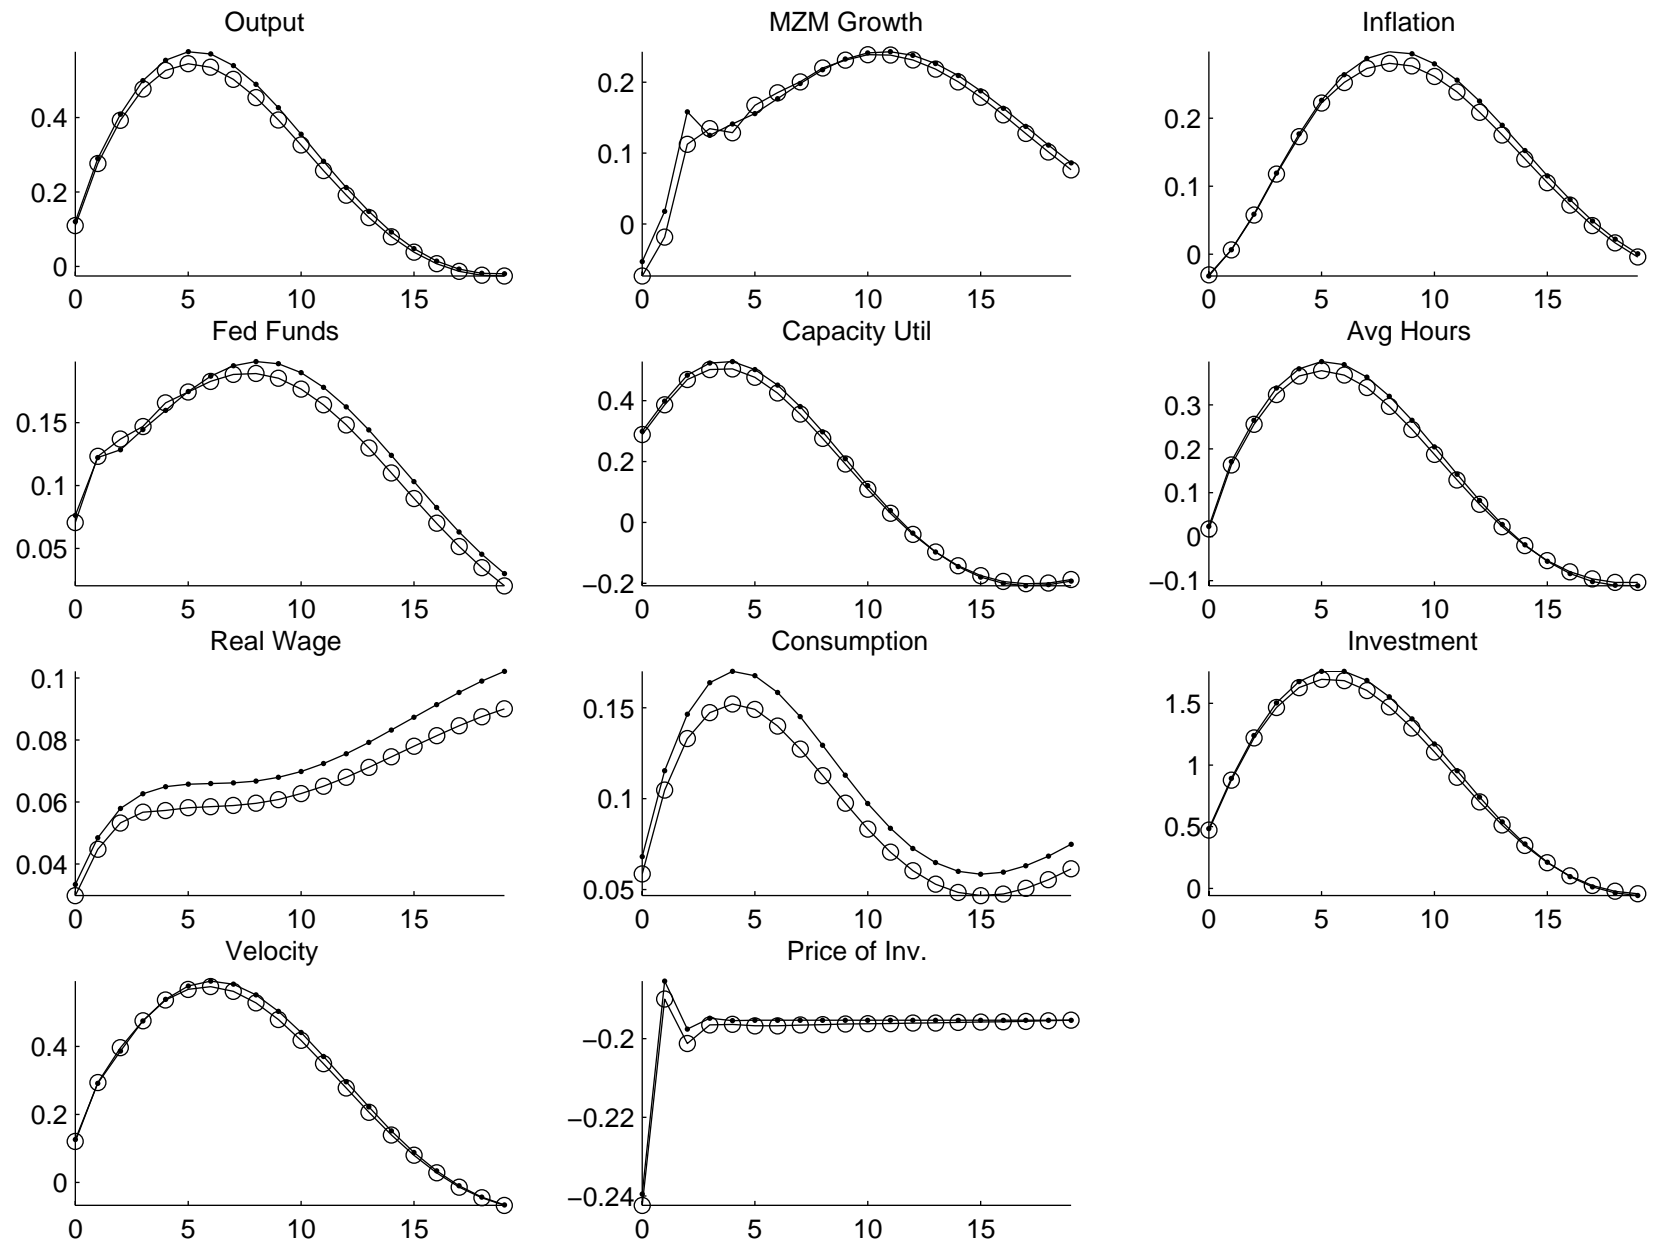 Output MZM Growth Inflation
0.4 0.2 0
0.2 0.1 0
0.2 0.1 0
0 5 10 15 0 5 10 15 0 5 10 15
Fed Funds Capacity Util Avg Hours
0.15 0.1 0.05
0.4 0.2 0 −0.2
0.3 0.2 0.1 0 −0.1
0 5 10 15 0 5 10 15 0 5 10 15
Real Wage Consumption Investment
0.1 0.08 0.06 0.04
0.15 0.1 0.05
1.5 1 0.5 0
0 5 10 15 0 5 10 15 0 5 10 15
Velocity Price of Inv.
0.4 0.2 0
−0.2 −0.22 −0.24
0 5 10 15 0 5 10 15